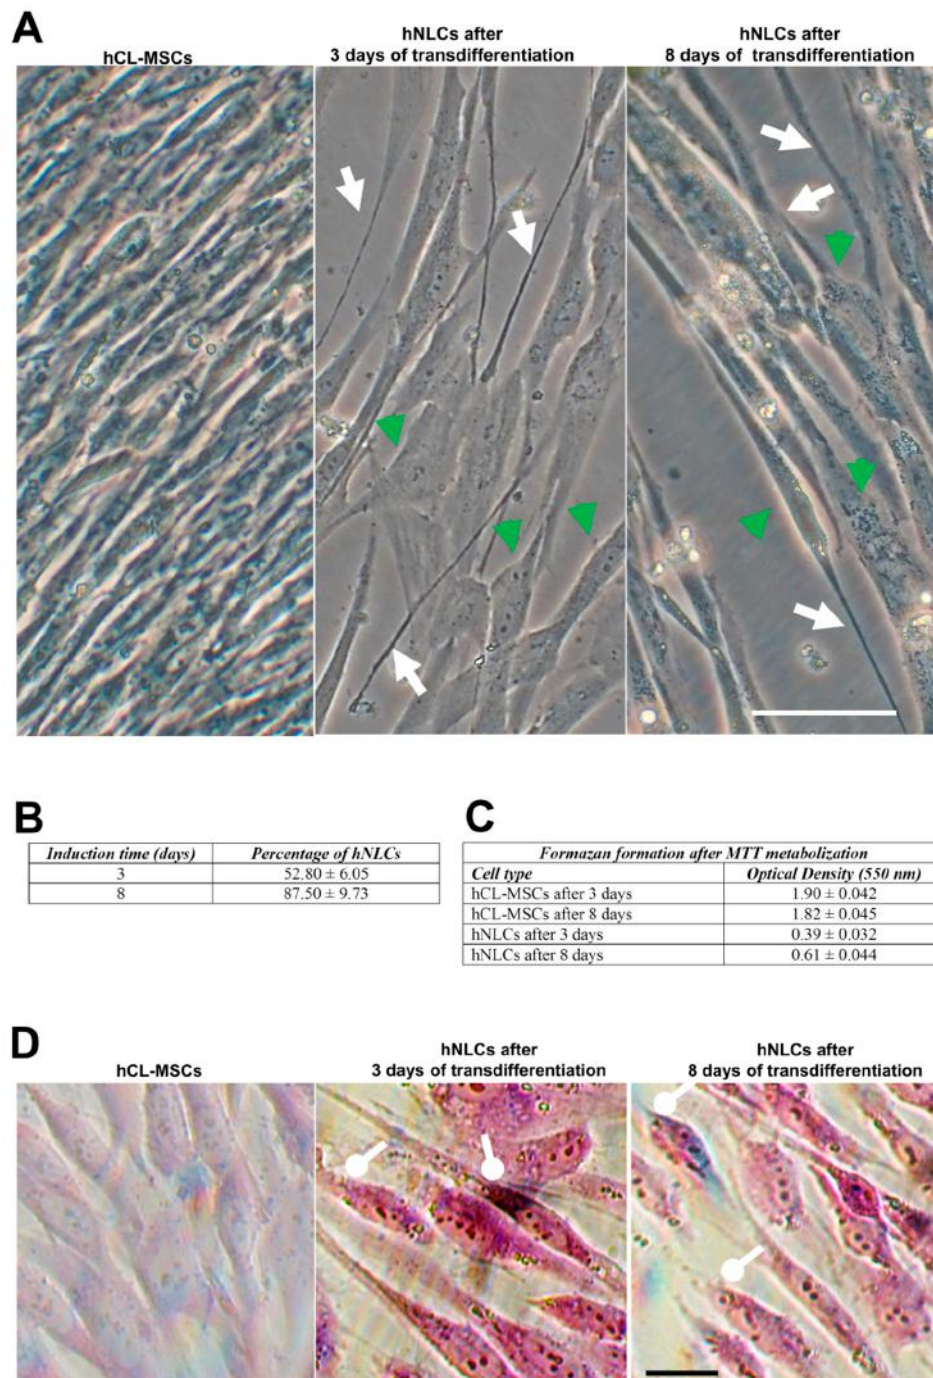 A
hCL-MSCs
hNLCs after
3 days of transdifferentiation
hNLCs after
8 days of transdifferentiation
B
Induction time (days) Percentage of hNLCs
3 52.80 ± 6.05
8 87.50 ± 9.73
C
Formazan formation after MTT metabolization
Cell type Optical Density (550 nm)
hCL-MSCs after 3 days 1.90 ± 0.042
hCL-MSCs after 8 days 1.82 ± 0.045
hNLCs after 3 days 0.39 ± 0.032
hNLCs after 8 days 0.61 ± 0.044
D
hCL-MSCs
hNLCs after
3 days of transdifferentiation
hNLCs after
8 days of transdifferentiation